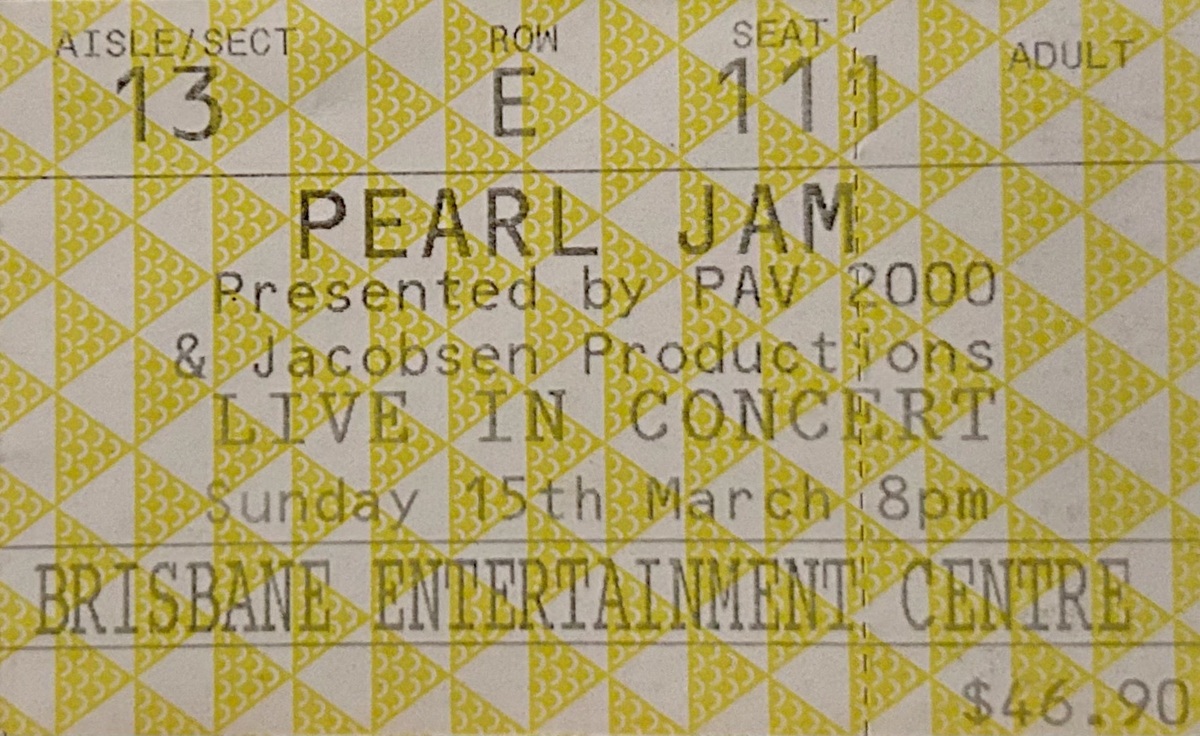 AISLE/SECT ROW SEAT ADULT
13 E 111
PEARL JAM
Presented by PAV 2000
& Jacobsen Productions
LIVE IN CONCERT
Sunday 15th March 8pm
BRISBANE ENTERTAINMENT CENTRE
$46.90